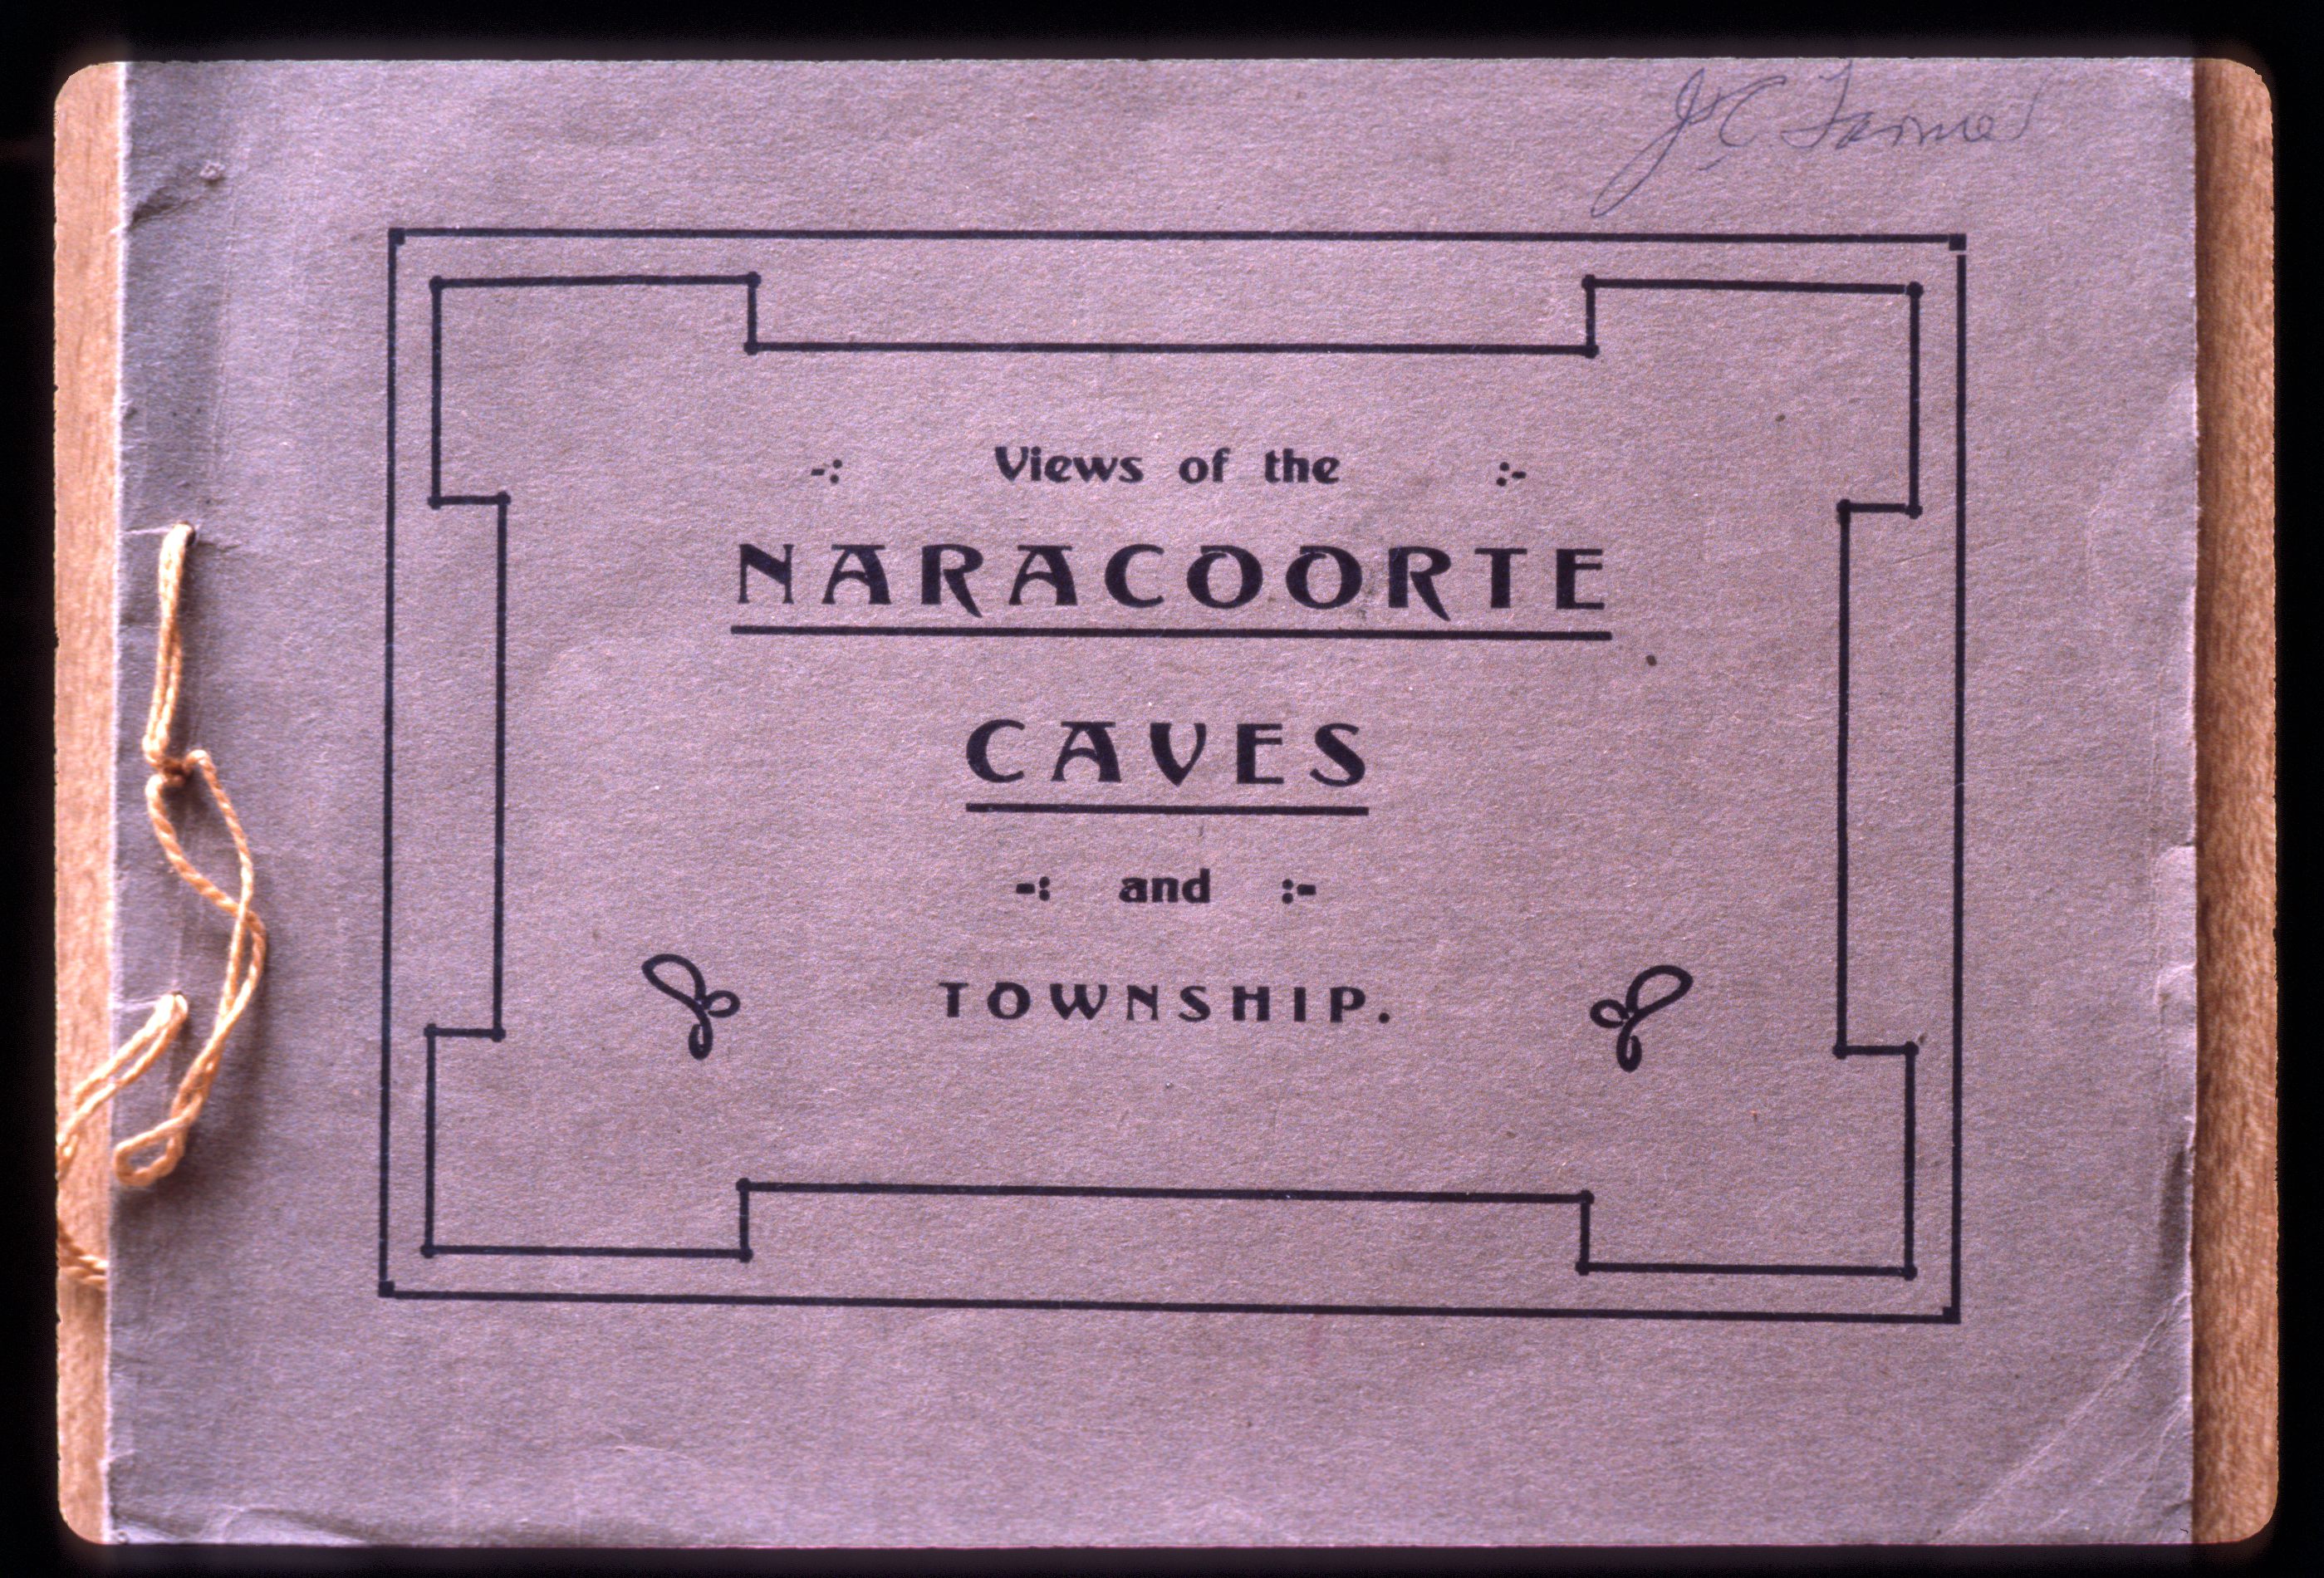 -: Views of the :-
NARACOORTE
CAVES
-: and :-
TOWNSHIP.